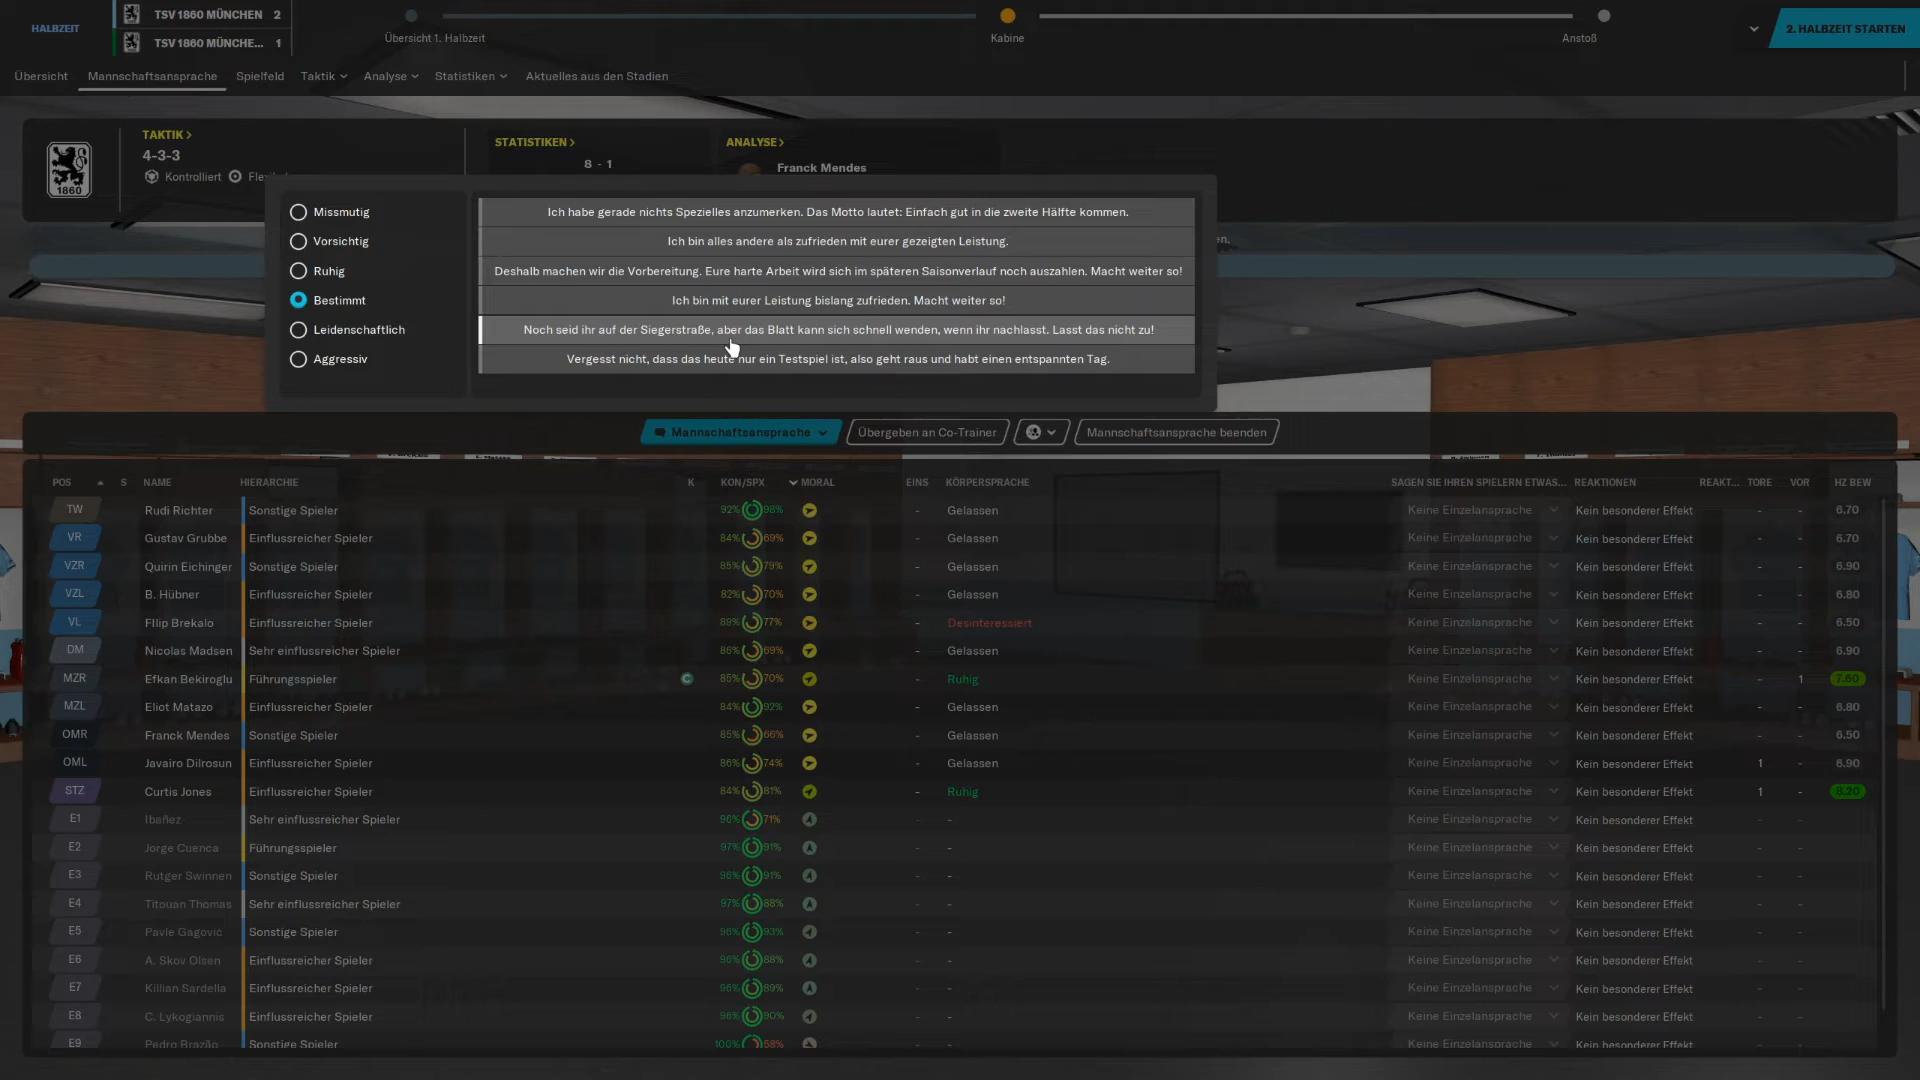 HALBZEIT
TSV 1860 MÜNCHEN 2
TSV 1860 MÜNCHE... 1
Übersicht 1. Halbzeit
Kabine
Anstoß
2. HALBZEIT STARTEN
Übersicht Mannschaftsansprache Spielfeld Taktik Analyse Statistiken Aktuelles aus den Stadien
1860
TAKTIK >
4-3-3
Kontrolliert
STATISTIKEN >
8 - 1
ANALYSE >
Franck Mendes
Missmutig
Vorsichtig
Ruhig
Bestimmt
Leidenschaftlich
Aggressiv
Ich habe gerade nichts Spezielles anzumerken. Das Motto lautet: Einfach gut in die zweite Hälfte kommen.
Ich bin alles andere als zufrieden mit eurer gezeigten Leistung.
Deshalb machen wir die Vorbereitung. Eure harte Arbeit wird sich im späteren Saisonverlauf noch auszahlen. Macht weiter so!
Ich bin mit eurer Leistung bislang zufrieden. Macht weiter so!
Noch seid ihr auf der Siegerstraße, aber das Blatt kann sich schnell wenden, wenn ihr nachlasst. Lasst das nicht zu!
Vergesst nicht, dass das heute nur ein Testspiel ist, also geht raus und habt einen entspannten Tag.
Mannschaftsansprache Übergeben an Co-Trainer Mannschaftsansprache beenden
POS S NAME HIERARCHIE K KON/SPX MORAL EINS KÖRPERSPRACHE SAGEN SIE IHREN SPIELERN ETWAS... REAKTIONEN REAKT... TORE VOR HZ BEW
TW Rudi Richter Sonstige Spieler 92% 98% - Gelassen Keine Einzelansprache Kein besonderer Effekt - - 6.70
VR Gustav Grubbe Einflussreicher Spieler 84% 69% - Gelassen Keine Einzelansprache Kein besonderer Effekt - - 6.70
VZR Quirin Eichinger Sonstige Spieler 85% 79% - Gelassen Keine Einzelansprache Kein besonderer Effekt - - 6.90
VZL B. Hübner Einflussreicher Spieler 82% 70% - Gelassen Keine Einzelansprache Kein besonderer Effekt - - 6.80
VL FIlip Brekalo Einflussreicher Spieler 89% 77% - Desinteressiert Keine Einzelansprache Kein besonderer Effekt - - 6.50
DM Nicolas Madsen Sehr einflussreicher Spieler 86% 69% - Gelassen Keine Einzelansprache Kein besonderer Effekt - - 6.90
MZR Efkan Bekiroglu Führungsspieler C 85% 70% - Ruhig Keine Einzelansprache Kein besonderer Effekt - 1 7.60
MZL Eliot Matazo Einflussreicher Spieler 84% 92% - Gelassen Keine Einzelansprache Kein besonderer Effekt - - 6.80
OMR Franck Mendes Sonstige Spieler 85% 66% - Gelassen Keine Einzelansprache Kein besonderer Effekt - - 6.50
OML Javairo Dilrosun Einflussreicher Spieler 86% 74% - Gelassen Keine Einzelansprache Kein besonderer Effekt 1 - 6.90
STZ Curtis Jones Einflussreicher Spieler 84% 81% - Ruhig Keine Einzelansprache Kein besonderer Effekt 1 - 8.20
E1 Ibañez Sehr einflussreicher Spieler 96% 71% - - Keine Einzelansprache Kein besonderer Effekt - -
E2 Jorge Cuenca Führungsspieler 97% 91% - - Keine Einzelansprache Kein besonderer Effekt - -
E3 Rutger Swinnen Sonstige Spieler 96% 91% - - Keine Einzelansprache Kein besonderer Effekt - -
E4 Titouan Thomas Sehr einflussreicher Spieler 97% 88% - - Keine Einzelansprache Kein besonderer Effekt - -
E5 Pavle Gagovic Sonstige Spieler 96% 93% - - Keine Einzelansprache Kein besonderer Effekt - -
E6 A. Skov Olsen Einflussreicher Spieler 96% 88% - - Keine Einzelansprache Kein besonderer Effekt - -
E7 Killian Sardella Einflussreicher Spieler 96% 89% - - Keine Einzelansprache Kein besonderer Effekt - -
E8 C. Lykogiannis Einflussreicher Spieler 96% 90% - - Keine Einzelansprache Kein besonderer Effekt - -
E9 Pedro Brazão Sonstige Spieler 100% 58% - - Keine Einzelansprache Kein besonderer Effekt - -